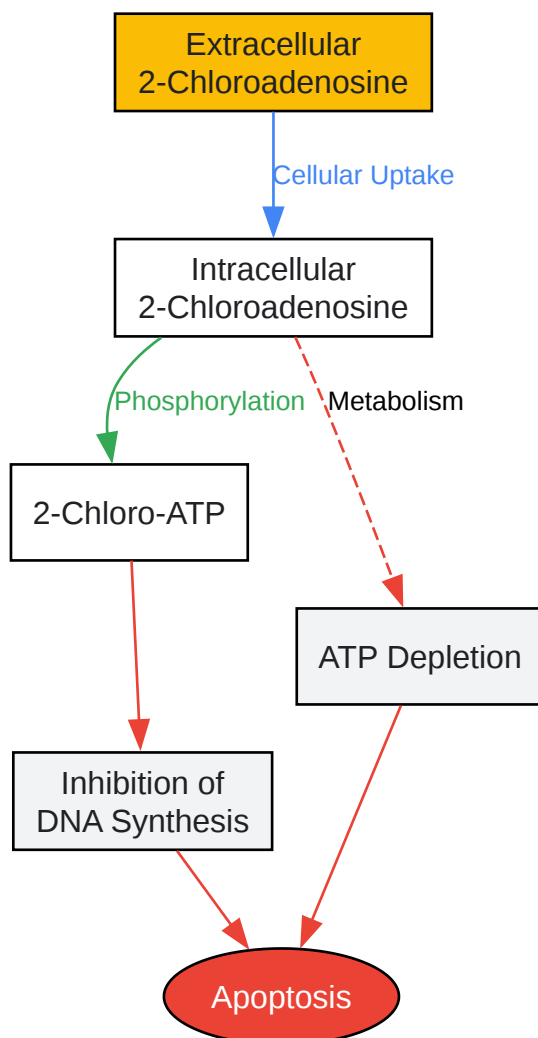 Extracellular
2-Chloroadenosine
Cellular Uptake
Intracellular
2-Chloroadenosine
Phosphorylation
Metabolism
2-Chloro-ATP
ATP Depletion
Inhibition of
DNA Synthesis
Apoptosis